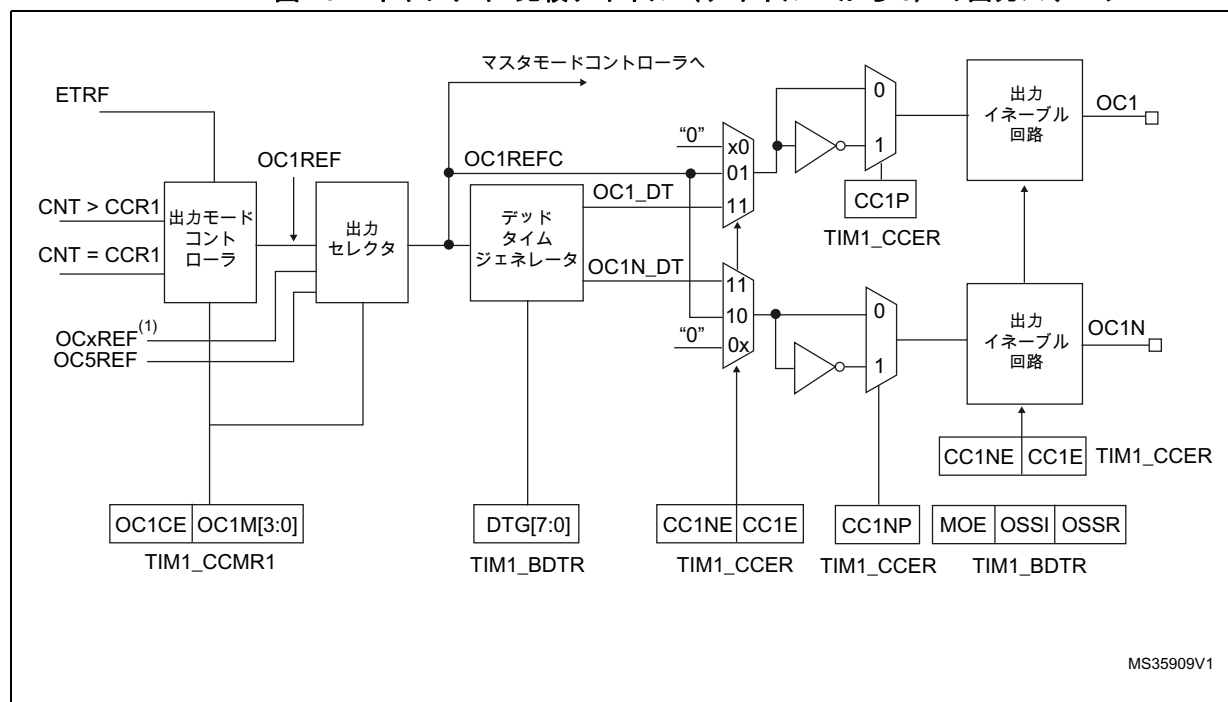 マスタモードコントローラへ
ETRF
OC1REF
CNT > CCR1
CNT = CCR1
出力モード
コント
ローラ
出力
セレクタ
OCxREF(1)
OC5REF
OC1REFC
OC1_DT
デッド
タイム
ジェネレータ
OC1N_DT
“0”
x0
01
11
11
10
“0”
0x
0
1
CC1P
TIM1_CCER
0
1
出力
イネーブル
回路
OC1
出力
イネーブル
回路
OC1N
CC1NE CC1E TIM1_CCER
OC1CE OC1M[3:0]
TIM1_CCMR1
DTG[7:0]
TIM1_BDTR
CC1NE CC1E
TIM1_CCER
CC1NP
TIM1_CCER
MOE OSSI OSSR
TIM1_BDTR
MS35909V1